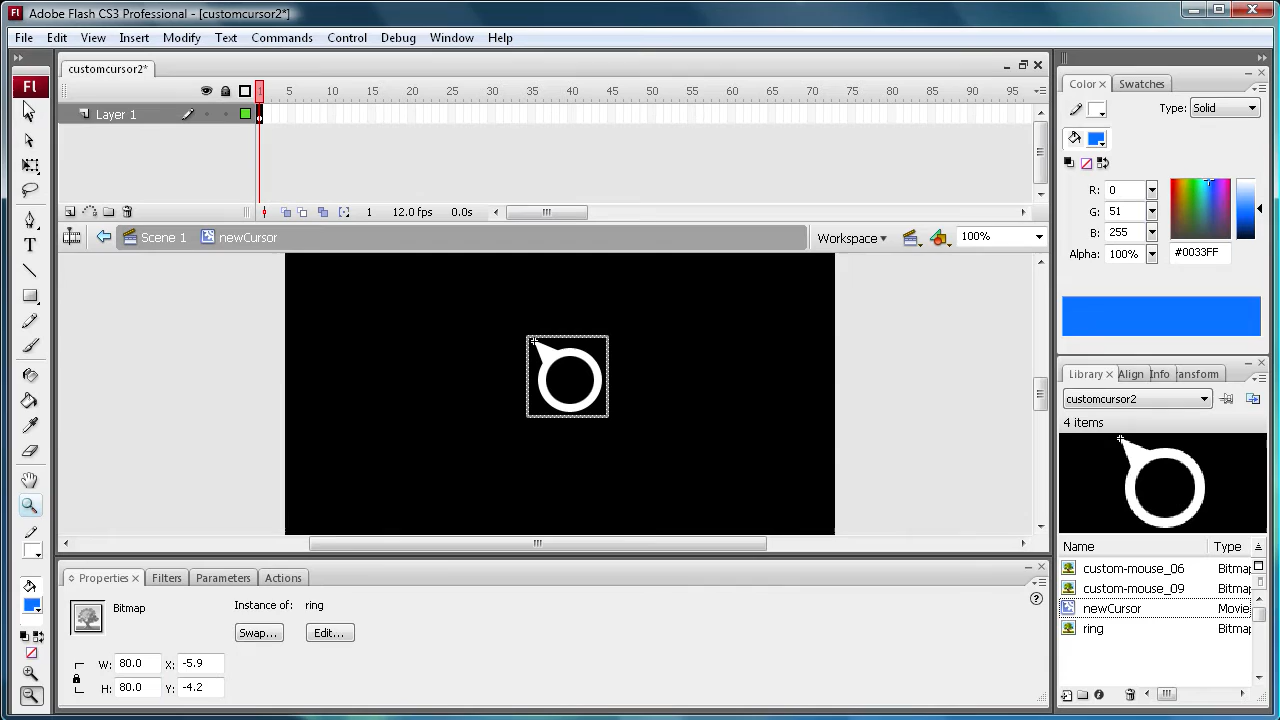 Fl Adobe Flash CS3 Professional - [customcursor2*]
File Edit View Insert Modify Text Commands Control Debug Window Help
customcursor2*
Fl
1 5 10 15 20 25 30 35 40 45 50 55 60 65 70 75 80 85 90 95
Layer 1
1 12.0 fps 0.0s
Scene 1 newCursor Workspace 100%
Color Swatches
Type: Solid
R: 0
G: 51
B: 255
Alpha: 100% #0033FF
Library Align Info ransform
customcursor2
4 items
Name Type
custom-mouse_06 Bitmap
custom-mouse_09 Bitmap
newCursor Movie
ring Bitmap
Properties Filters Parameters Actions
Bitmap Instance of: ring
Swap... Edit...
W: 80.0 X: -5.9
H: 80.0 Y: -4.2